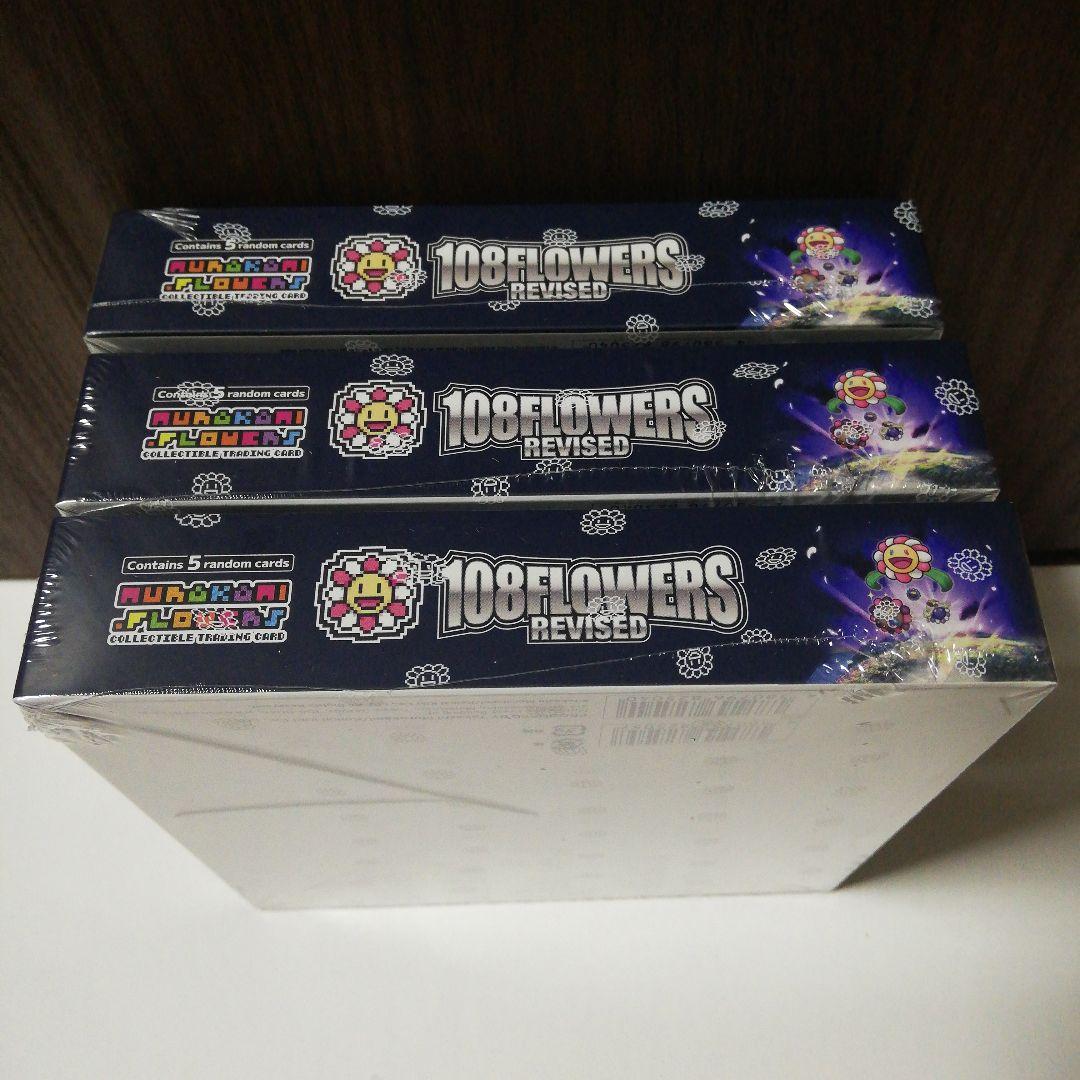 Contains 5 random cards
MURAKAMI
.FLOWERS
COLLECTIBLE TRADING CARD
108FLOWERS
REVISED
Contains 5 random cards
MURAKAMI
.FLOWERS
COLLECTIBLE TRADING CARD
108FLOWERS
REVISED
Contains 5 random cards
MURAKAMI
.FLOWERS
COLLECTIBLE TRADING CARD
108FLOWERS
REVISED